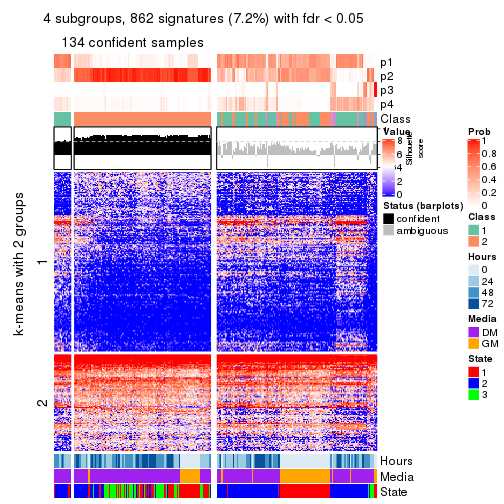 4 subgroups, 862 signatures (7.2%) with fdr < 0.05
134 confident samples
p1
p2
p3
p4
Class
Value
8
6
4
2
0
Silhouette
score
Status (barplots)
confident
ambiguous
Prob
1
0.8
0.6
0.4
0.2
0
Class
1
2
Hours
0
24
48
72
Media
DM
GM
State
1
2
3
k-means with 2 groups
1
2
Hours
Media
State